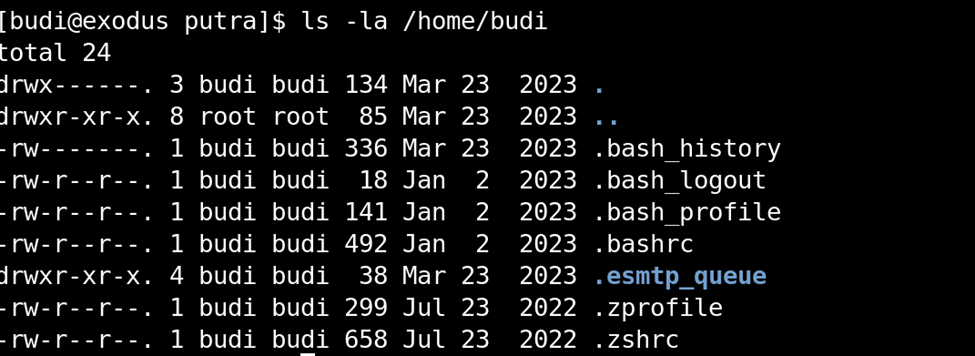 [budi@exodus putra]$ ls -la /home/budi
total 24
drwx------. 3 budi budi 134 Mar 23  2023 .
drwxr-xr-x. 8 root root  85 Mar 23  2023 ..
-rw-------. 1 budi budi 336 Mar 23  2023 .bash_history
-rw-r--r--. 1 budi budi  18 Jan  2  2023 .bash_logout
-rw-r--r--. 1 budi budi 141 Jan  2  2023 .bash_profile
-rw-r--r--. 1 budi budi 492 Jan  2  2023 .bashrc
drwxr-xr-x. 4 budi budi  38 Mar 23  2023 .esmtp_queue
-rw-r--r--. 1 budi budi 299 Jul 23  2022 .zprofile
-rw-r--r--. 1 budi budi 658 Jul 23  2022 .zshrc